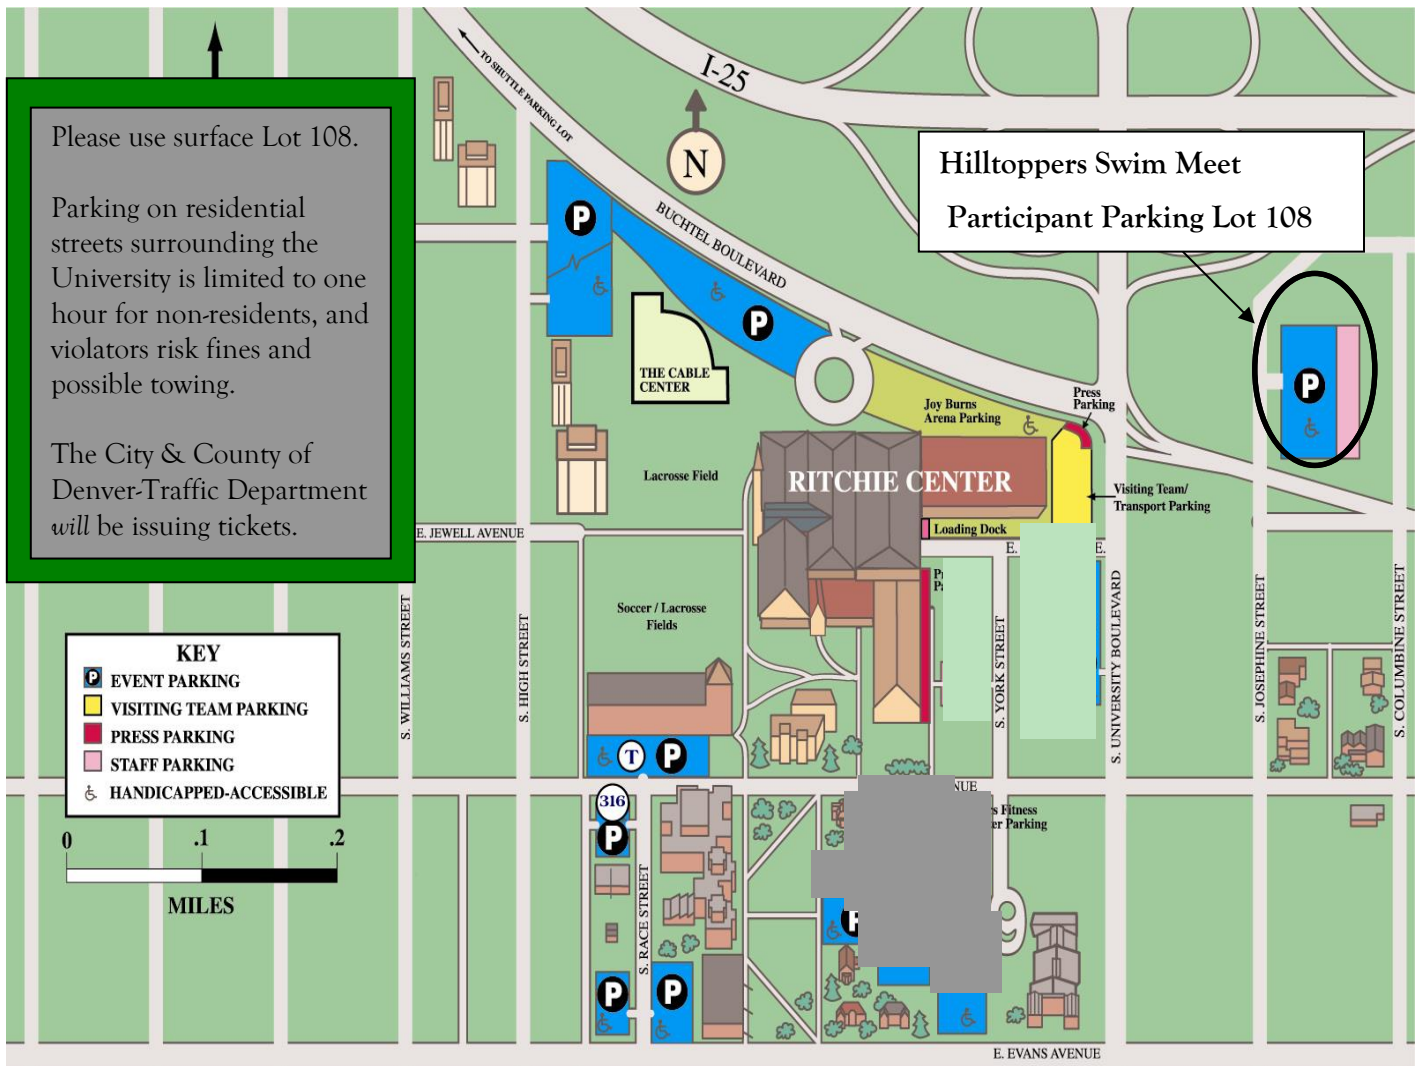 Please use surface Lot 108.
Parking on residential
streets surrounding the
University is limited to one
hour for non-residents, and
violators risk fines and
possible towing.
The City & County of
Denver-Traffic Department
will be issuing tickets.
TO SHUTTLE PARKING LOT
I-25
N
BUCHTEL BOULEVARD
Hilltoppers Swim Meet
Participant Parking Lot 108
P
P
P
THE CABLE
CENTER
Joy Burns
Arena Parking
Press
Parking
Lacrosse Field
RITCHIE CENTER
Visiting Team/
Transport Parking
Loading Dock
E. JEWELL AVENUE
E.
E.
Soccer / Lacrosse
Fields
S. WILLIAMS STREET
S. HIGH STREET
S. YORK STREET
S. UNIVERSITY BOULEVARD
S. JOSEPHINE STREET
S. COLUMBINE STREET
KEY
P EVENT PARKING
VISITING TEAM PARKING
PRESS PARKING
STAFF PARKING
HANDICAPPED-ACCESSIBLE
0 .1 .2
MILES
T P
316
P
S. RACE STREET
P
P
P
E. EVANS AVENUE